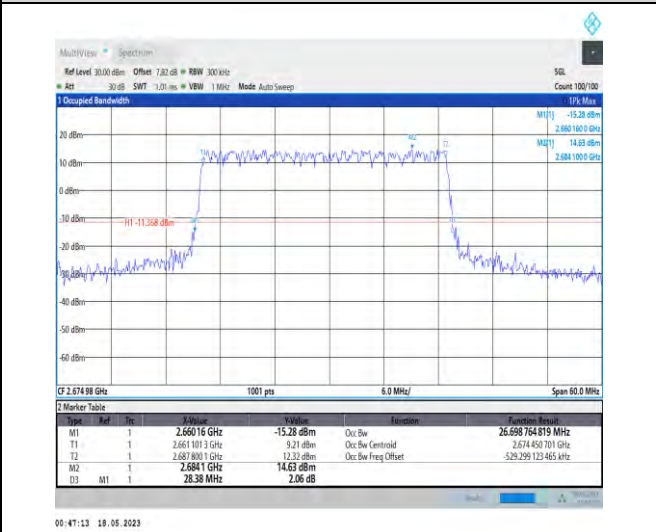 MultiView Spectrum
Ref Level 30.00 dBm Offset 7.82 dB RBW 300 kHz SGL
Att 30 dB SWT 1.01 ms VBW 1 MHz Mode Auto Sweep Count 100/100
1 Occupied Bandwidth 1Pk Max
M1[1] -15.28 dBm
2.660 160 0 GHz
M2[1] 14.63 dBm
2.684 100 0 GHz
20 dBm
M2
10 dBm
0 dBm
-10 dBm
H1 -11.368 dBm
-20 dBm
-30 dBm
-40 dBm
-50 dBm
-60 dBm
CF 2.674 98 GHz 1001 pts 6.0 MHz/ Span 60.0 MHz
2 Marker Table
Type Ref Trc X-Value Y-Value Function Function Result
M1 1 2.660 16 GHz -15.28 dBm Occ Bw 26.698 764 819 MHz
T1 1 2.661 101 3 GHz 9.21 dBm Occ Bw Centroid 2.674 450 701 GHz
T2 1 2.687 800 1 GHz 12.32 dBm Occ Bw Freq Offset -529.299 123 465 kHz
M2 1 2.684 1 GHz 14.63 dBm
D3 M1 1 28.38 MHz 2.06 dB
00:47:13 18.05.2023